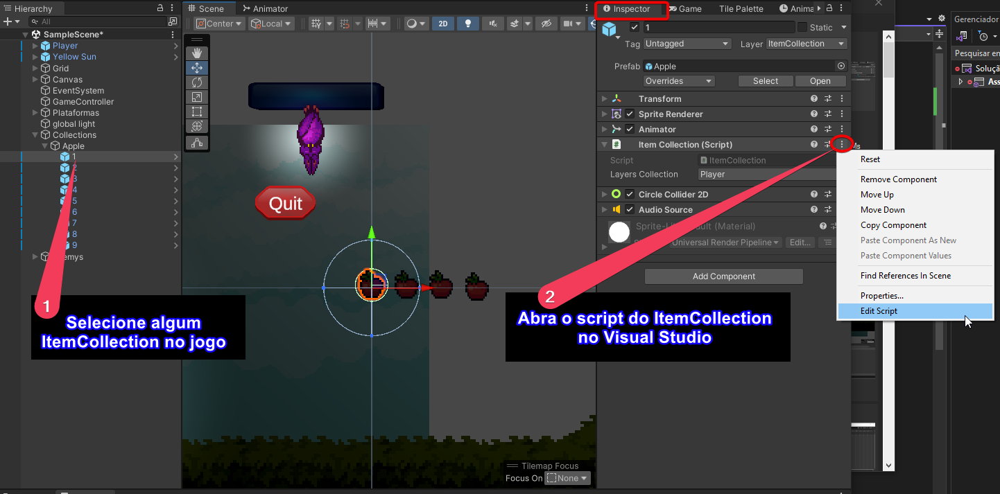 Hierarchy
All
SampleScene*
Player
Yellow Sun
Grid
Canvas
EventSystem
GameController
Plataformas
global light
Collections
Apple
1
2
3
4
5
6
7
8
9
mys
Scene
Animator
Center
Local
2D
Quit
Tilemap Focus
Focus On
None
1
Selecione algum
ItemCollection no jogo
Inspector
Game
Tile Palette
Anima
1
Static
Tag
Untagged
Layer
ItemCollection
Prefab
Apple
Overrides
Select
Open
Transform
Sprite Renderer
Animator
Item Collection (Script)
Script
ItemCollection
Layers Collection
Player
Circle Collider 2D
Audio Source
Sprite-Li
ault (Material)
Universal Render Pipeline
Edit...
Add Component
2
Abra o script do ItemCollection
no Visual Studio
Ms
Reset
Remove Component
Move Up
Move Down
Copy Component
Paste Component As New
Paste Component Values
Find References In Scene
Properties...
Edit Script
Gerenciador
Pesquisar en
Soluçã
Ass